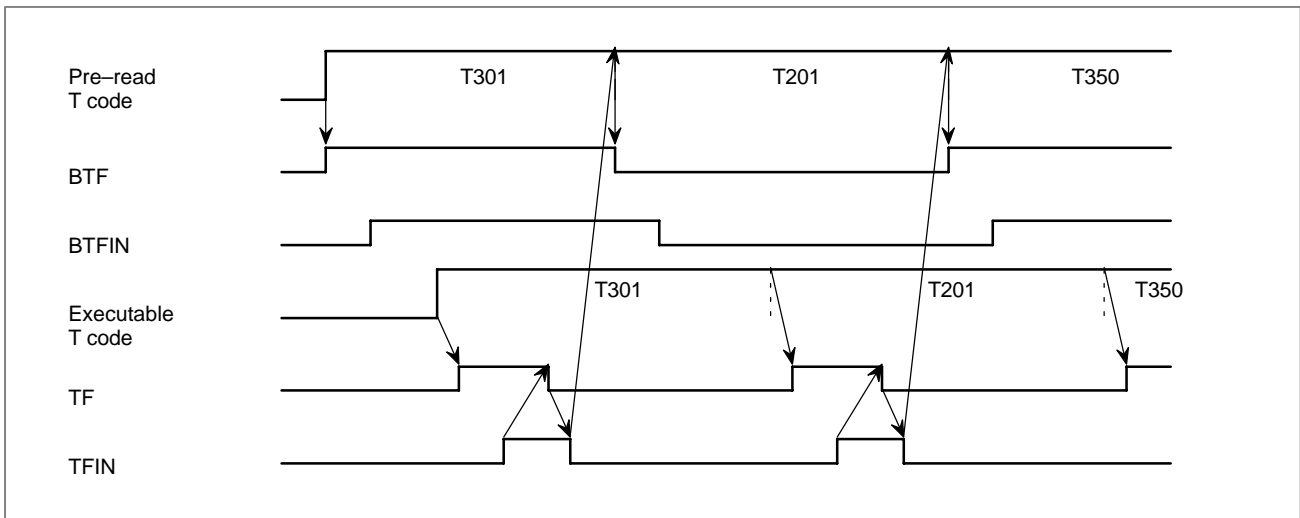 Pre–read
T code
T301
T201
T350
BTF
BTFIN
Executable
T code
T301
T201
T350
TF
TFIN